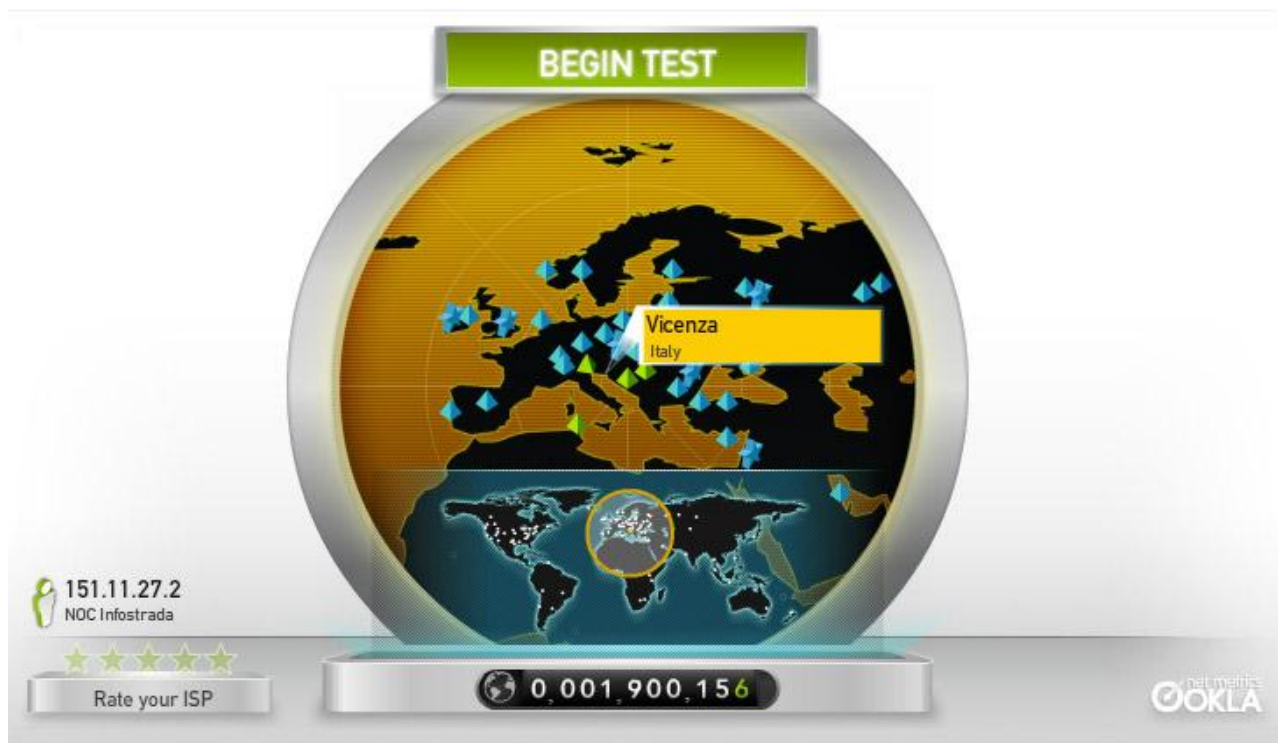 BEGIN TEST
Vicenza
Italy
151.11.27.2
NOC Infostrada
Rate your ISP
0,001,900,156
net metrics
OOKLA